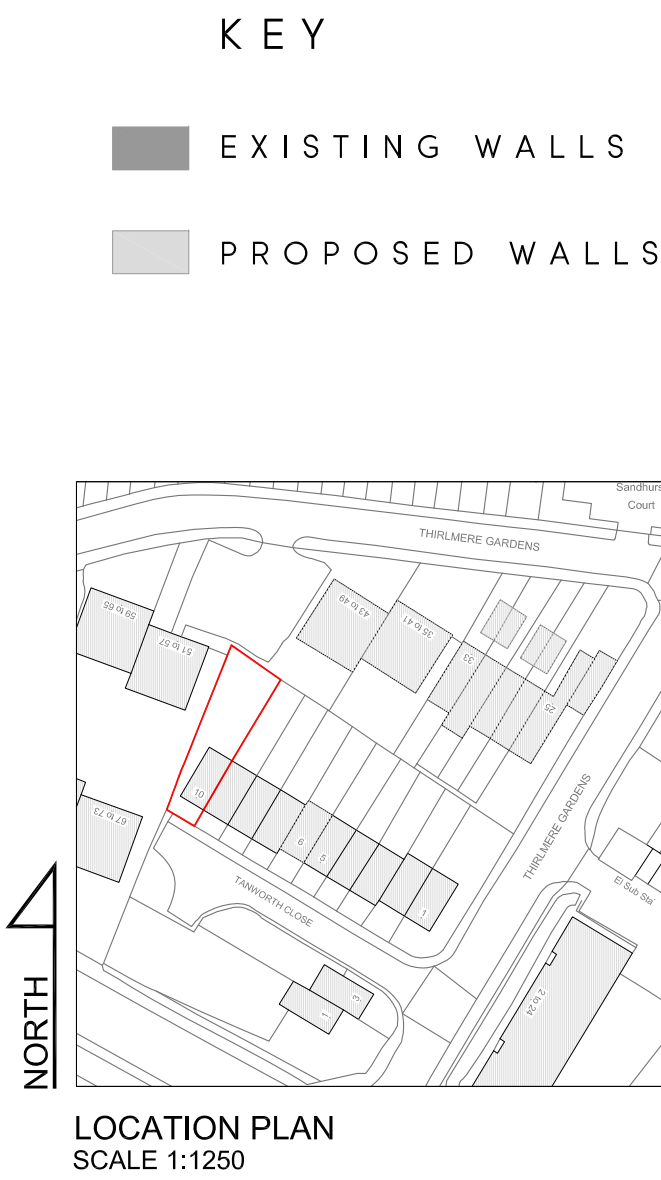 KEY
EXISTING WALLS
PROPOSED WALLS
Sandhurs
Court
THIRLMERE GARDENS
59 to 65
51 to 57
43 to 49
35 to 41
33
25
10
67 to 73
6
5
1
TANWORTH CLOSE
THIRLMERE GARDENS
El Sub Sta
3
1
2 to 24
NORTH
LOCATION PLAN
SCALE 1:1250